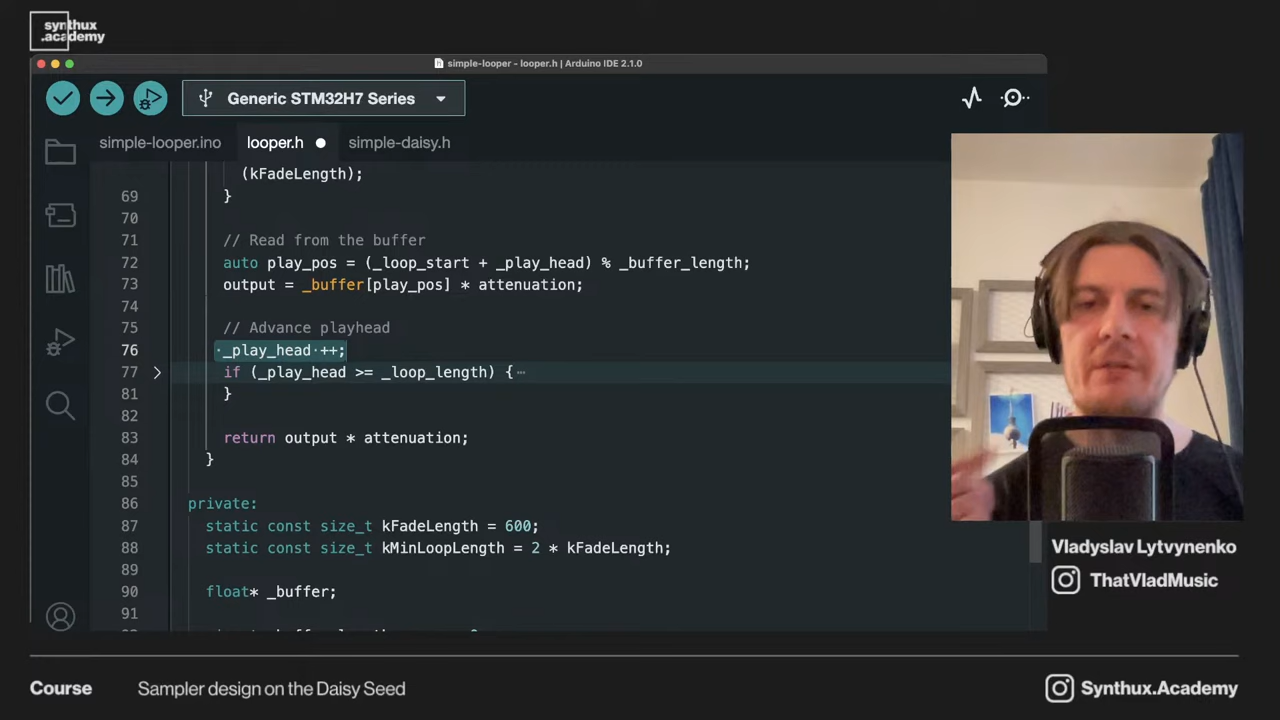 synthux
.academy
simple-looper - looper.h | Arduino IDE 2.1.0
Generic STM32H7 Series
simple-looper.ino looper.h simple-daisy.h
(kFadeLength);
69 }
70
71 // Read from the buffer
72 auto play_pos = (_loop_start + _play_head) % _buffer_length;
73 output = _buffer[play_pos] * attenuation;
74
75 // Advance playhead
76 ·_play_head·++;
77 if (_play_head >= _loop_length) {···
81 }
82
83 return output * attenuation;
84 }
85
86 private:
87 static const size_t kFadeLength = 600;
88 static const size_t kMinLoopLength = 2 * kFadeLength;
89
90 float* _buffer;
91
Vladyslav Lytvynenko
ThatVladMusic
Course Sampler design on the Daisy Seed
Synthux.Academy